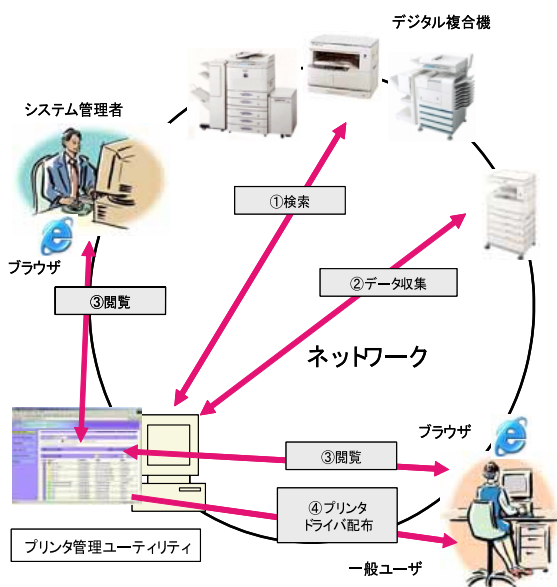 デジタル複合機
システム管理者
①検索
ブラウザ
②データ収集
③閲覧
ネットワーク
ブラウザ
③閲覧
④プリンタ
ドライバ配布
プリンタ管理ユーティリティ
一般ユーザ